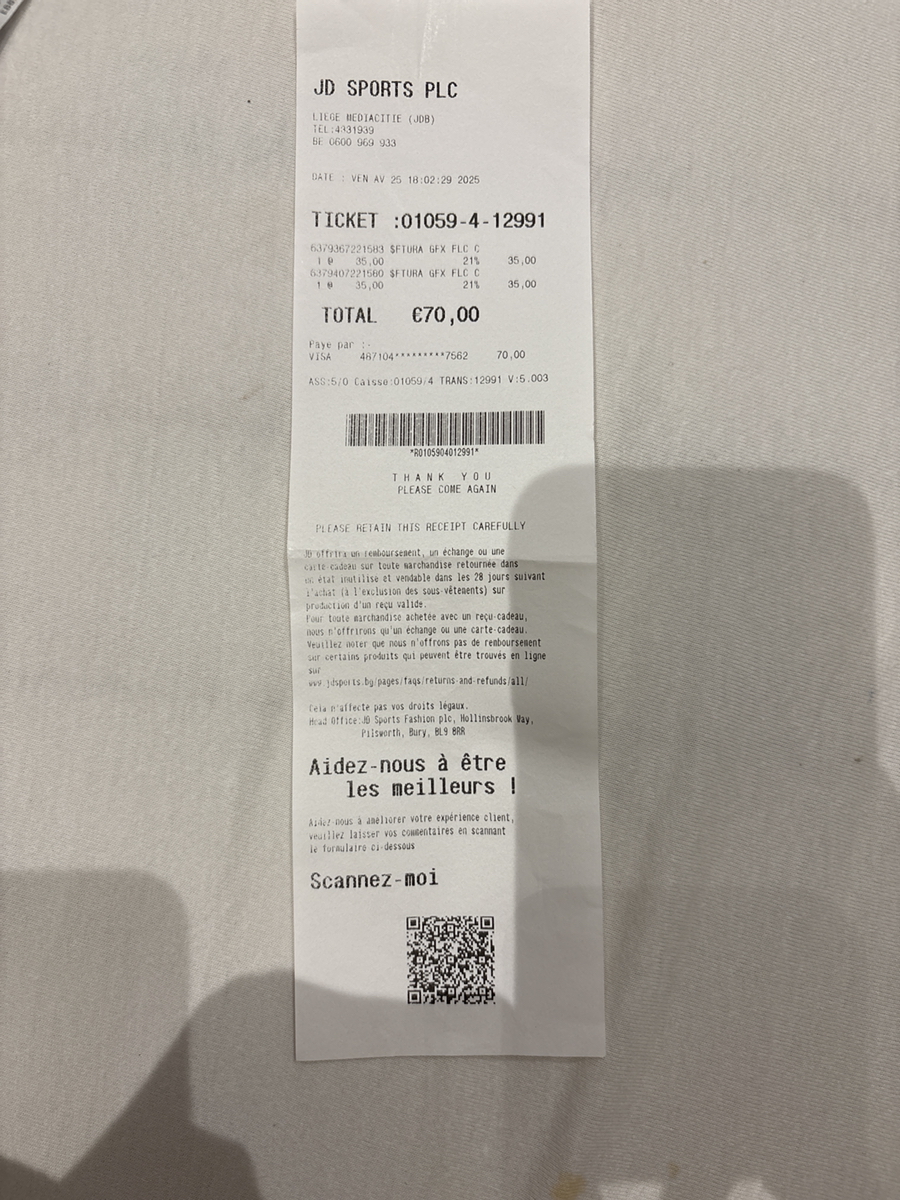 JD SPORTS PLC
LIEGE MEDIACITIE (JDB)
TEL:4331939
BE 0600 969 933
DATE : VEN AV 25 18:02:29 2025
TICKET :01059-4-12991
6379367221583 $FTURA GFX FLC C
1 @ 35,00 21% 35,00
6379407221580 $FTURA GFX FLC C
1 @ 35,00 21% 35,00
TOTAL €70,00
Paye par :-
VISA 487104*********7562 70,00
ASS:5/0 Caisse:01059/4 TRANS:12991 V:5.003
*R0105904012991*
THANK YOU
PLEASE COME AGAIN
PLEASE RETAIN THIS RECEIPT CAREFULLY
JD offrira un remboursement, un échange ou une
carte-cadeau sur toute marchandise retournée dans
un état inutilisé et vendable dans les 28 jours suivant
l'achat (à l'exclusion des sous-vêtements) sur
production d'un reçu valide.
Pour toute marchandise achetée avec un reçu-cadeau,
nous n'offrirons qu'un échange ou une carte-cadeau.
Veuillez noter que nous n'offrons pas de remboursement
sur certains produits qui peuvent être trouvés en ligne
sur
www.jdsports.bg/pages/faqs/returns-and-refunds/all/
Cela n'affecte pas vos droits légaux.
Head Office:JD Sports Fashion plc, Hollinsbrook Way,
Pilsworth, Bury, BL9 8RR
Aidez-nous à être
les meilleurs !
Aidez-nous à améliorer votre expérience client,
veuillez laisser vos commentaires en scannant
le formulaire ci-dessous
Scannez-moi